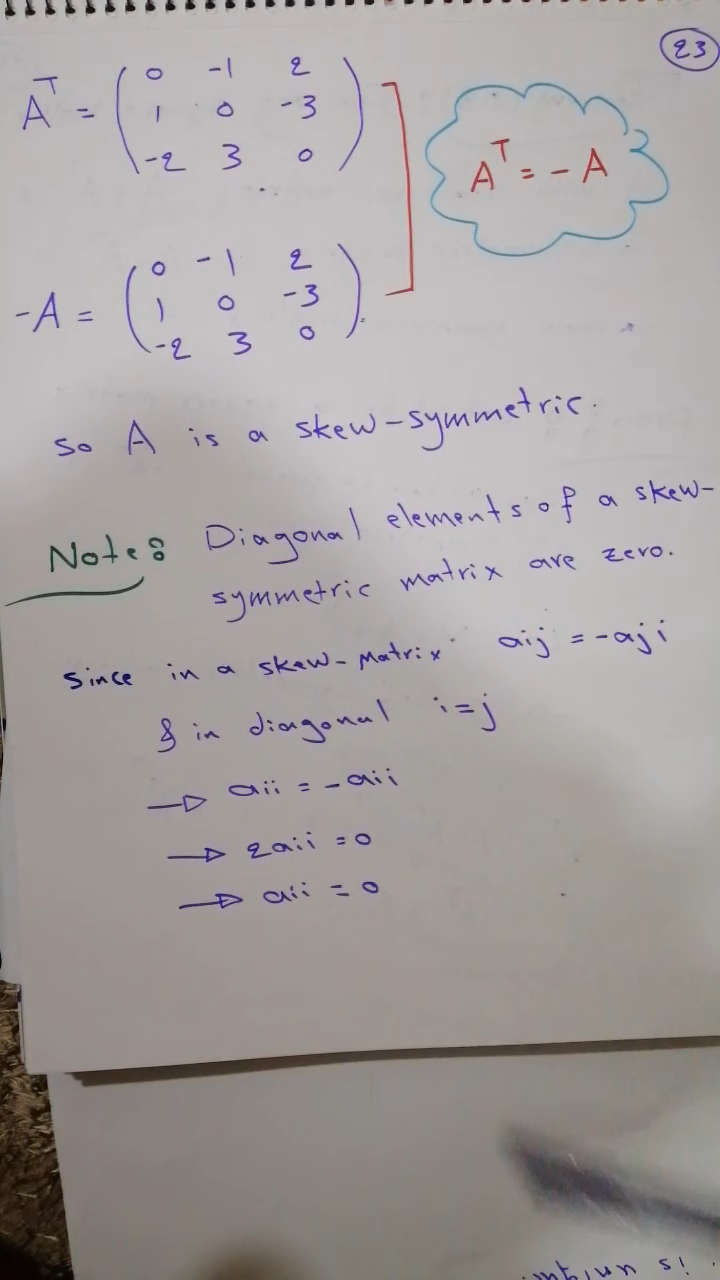 23
Aᵀ = ( 0 -1 2
1 0 -3
-2 3 0 )
Aᵀ = - A
-A = ( 0 -1 2
1 0 -3
-2 3 0 ).
so A is a skew-symmetric.
Note: Diagonal elements of a skew-
symmetric matrix are zero.
since in a skew-matrix aij = -aji
& in diagonal i=j
→ aii = -aii
→ 2aii = 0
→ aii = 0
is